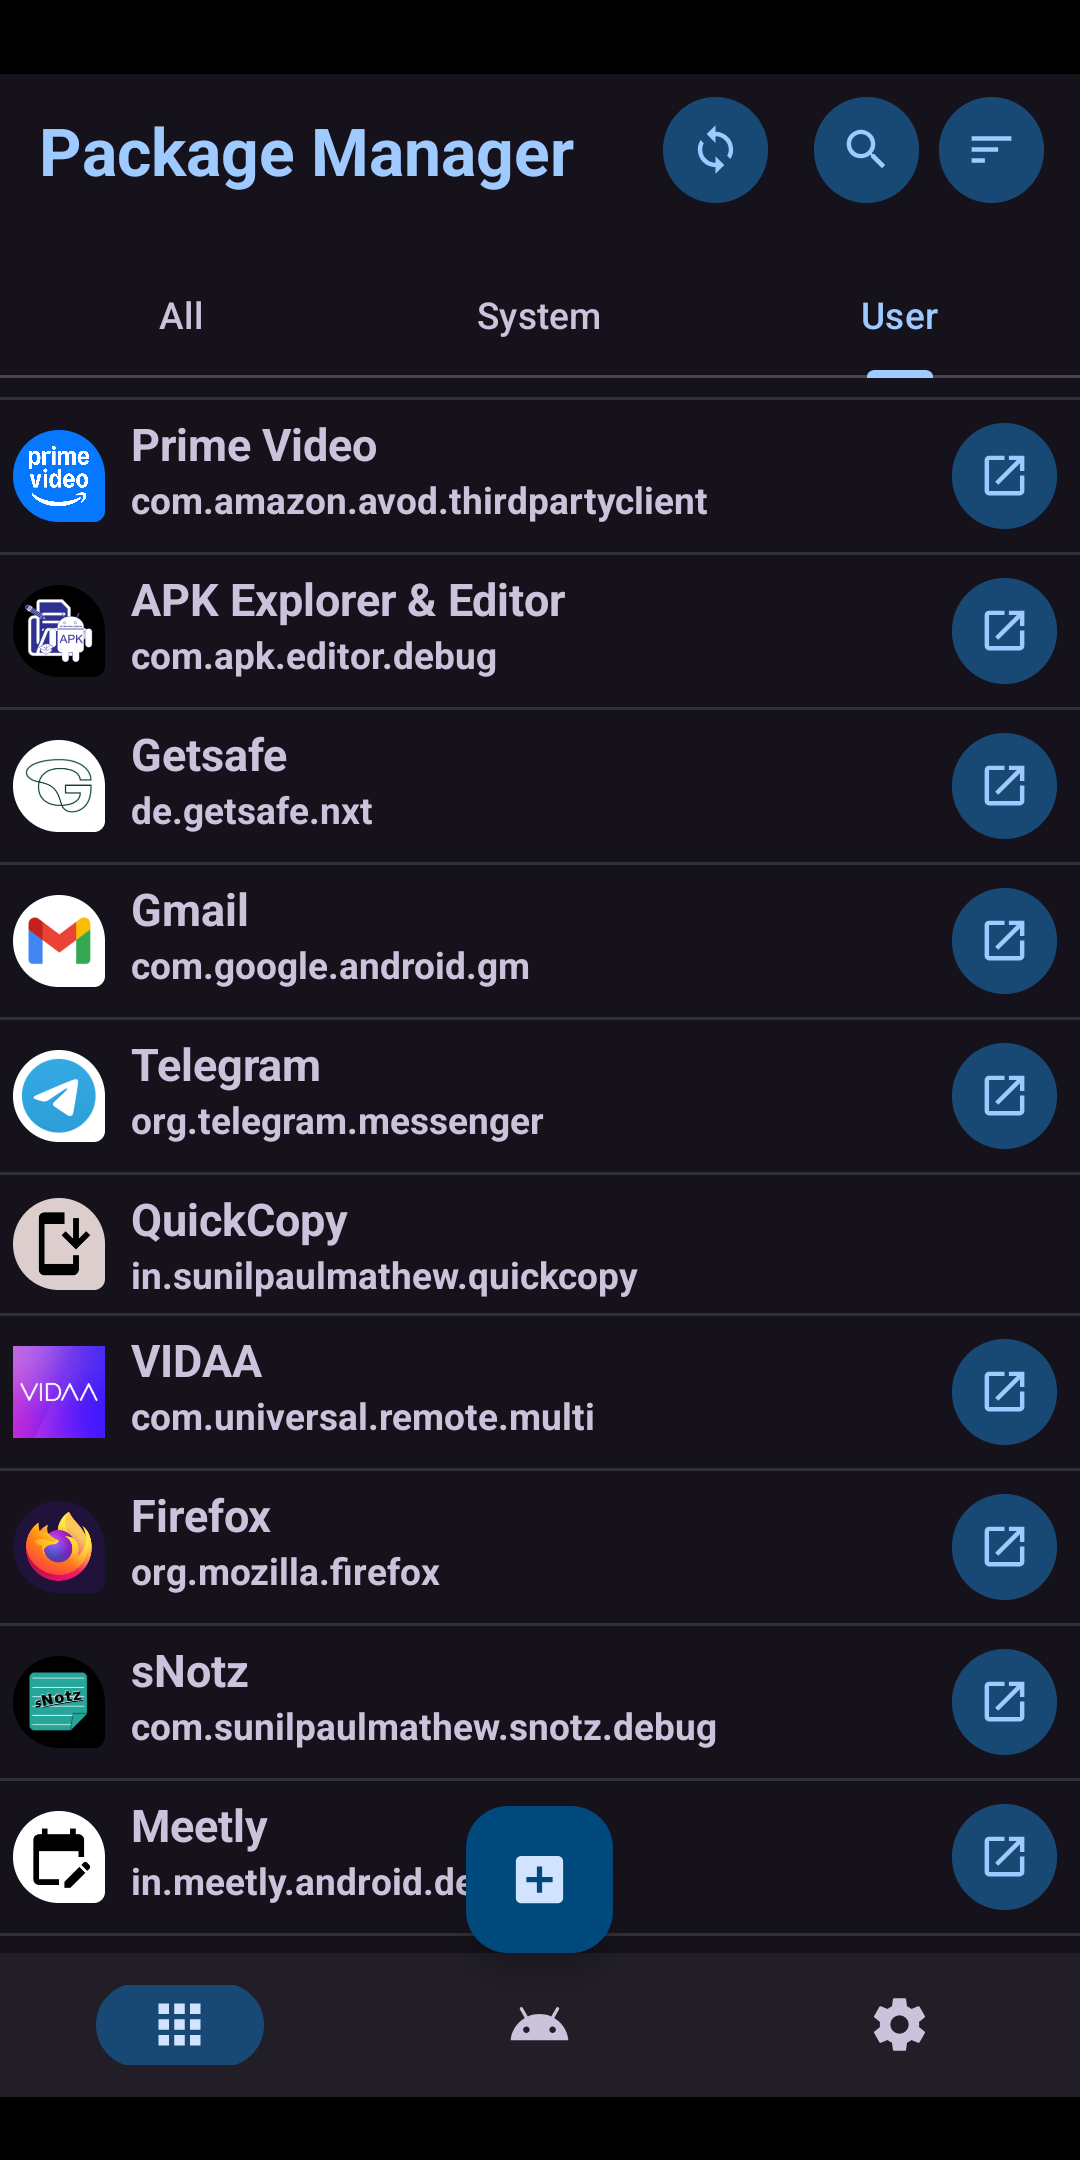 Package Manager
All
System
User
prime
video
Prime Video
com.amazon.avod.thirdpartyclient
APK
APK Explorer & Editor
com.apk.editor.debug
Getsafe
de.getsafe.nxt
Gmail
com.google.android.gm
Telegram
org.telegram.messenger
QuickCopy
in.sunilpaulmathew.quickcopy
VIDAA
VIDAA
com.universal.remote.multi
Firefox
org.mozilla.firefox
sNotz
sNotz
com.sunilpaulmathew.snotz.debug
Meetly
in.meetly.android.de